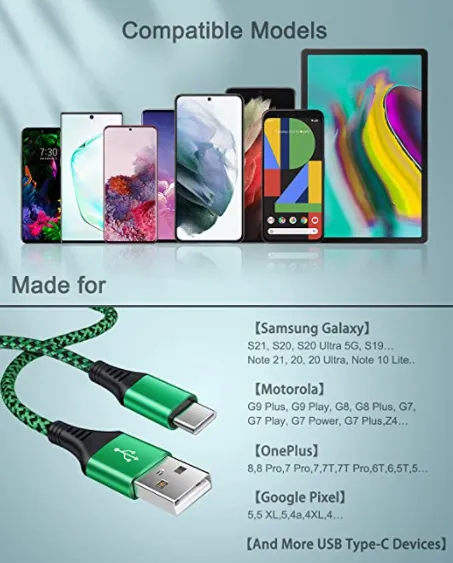 Compatible Models
7:30
Made for
【Samsung Galaxy】
S21, S20, S20 Ultra 5G, S19...
Note 21, 20, 20 Ultra, Note 10 Lite..
【Motorola】
G9 Plus, G9 Play, G8, G8 Plus, G7,
G7 Play, G7 Power, G7 Plus,Z4...
【OnePlus】
8,8 Pro,7 Pro,7,7T,7T Pro,6T,6,5T,5...
【Google Pixel】
5,5 XL,5,4a,4XL,4...
【And More USB Type-C Devices】